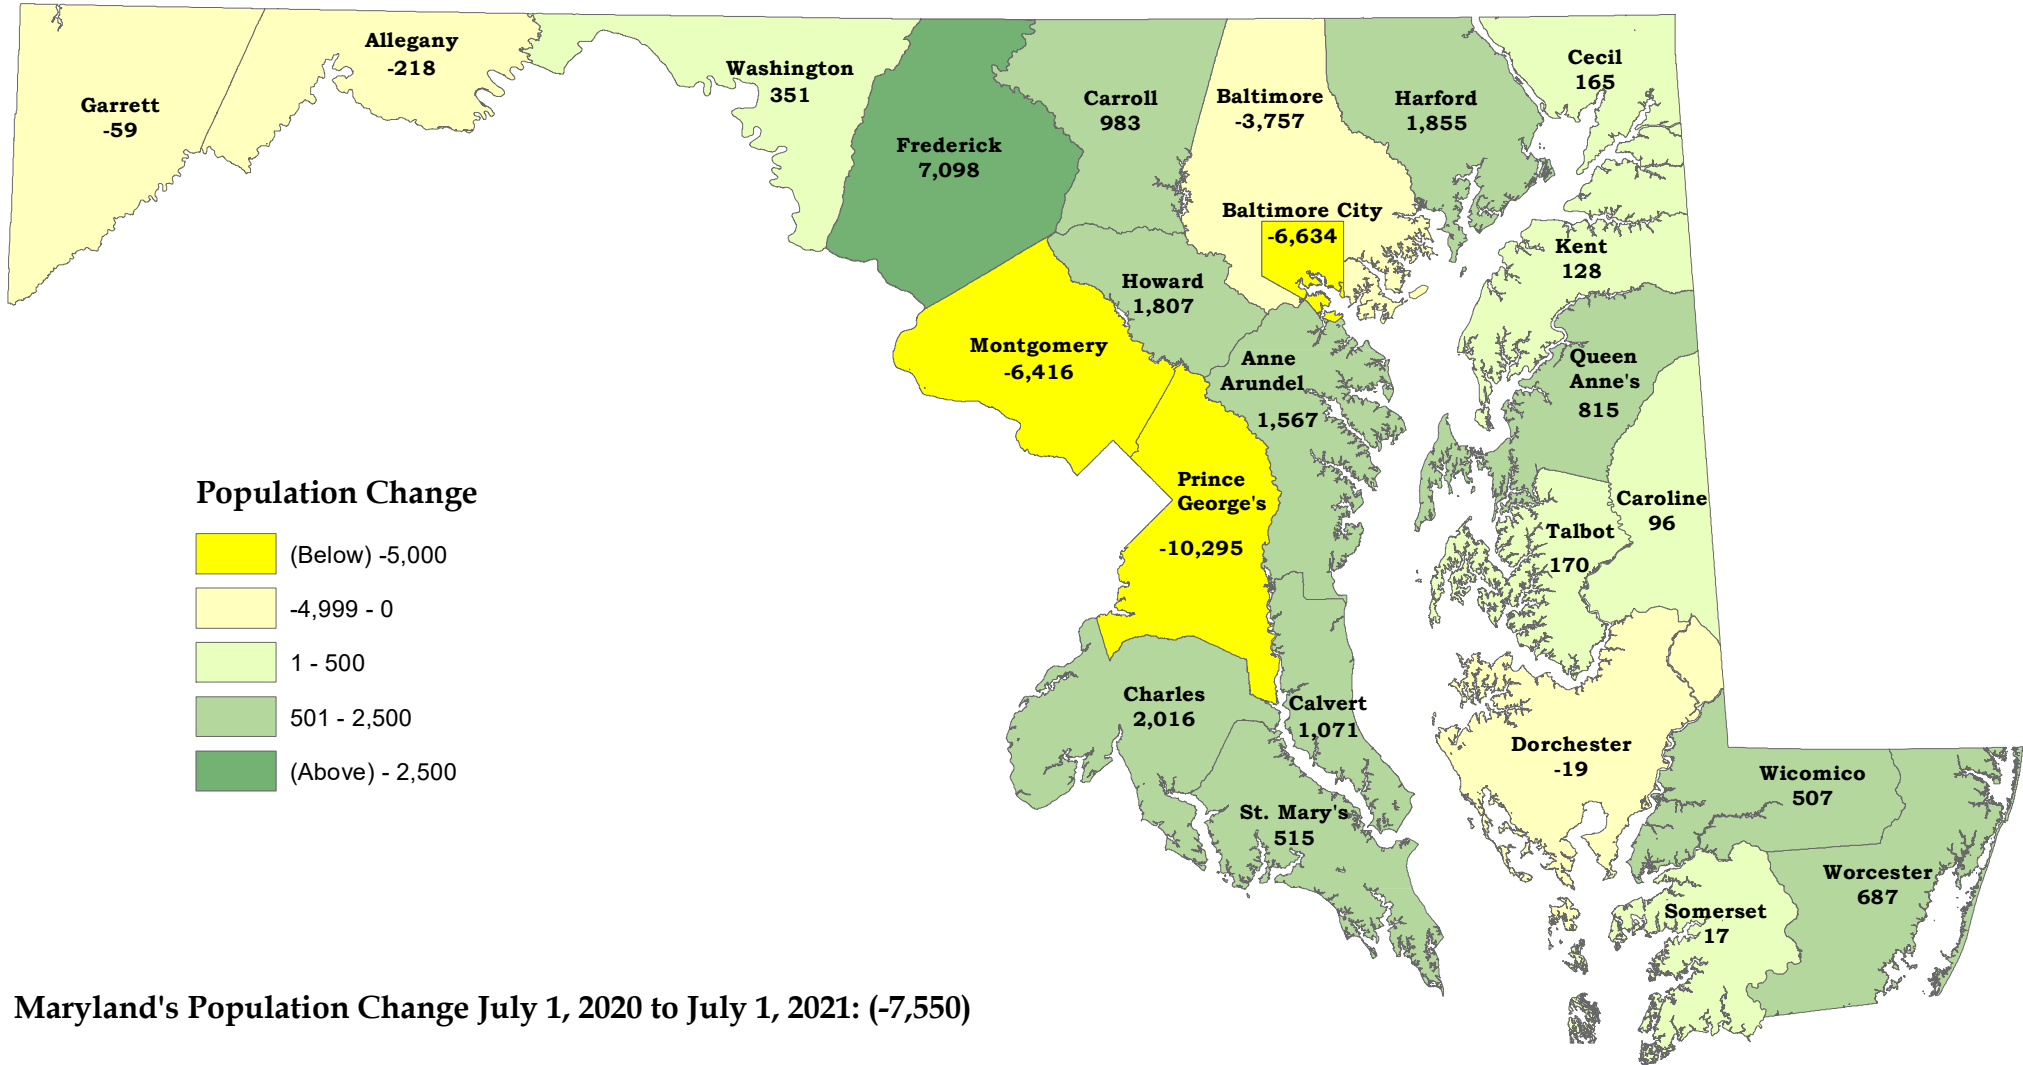 Garrett
-59
Allegany
-218
Washington
351
Frederick
7,098
Carroll
983
Baltimore
-3,757
Harford
1,855
Cecil
165
Baltimore City
-6,634
Kent
128
Howard
1,807
Montgomery
-6,416
Anne
Arundel
1,567
Queen
Anne's
815
Prince
George's
-10,295
Caroline
96
Talbot
170
Charles
2,016
Calvert
1,071
Dorchester
-19
Wicomico
507
St. Mary's
515
Worcester
687
Somerset
17
Population Change
(Below) -5,000
-4,999 - 0
1 - 500
501 - 2,500
(Above) - 2,500
Maryland's Population Change July 1, 2020 to July 1, 2021: (-7,550)